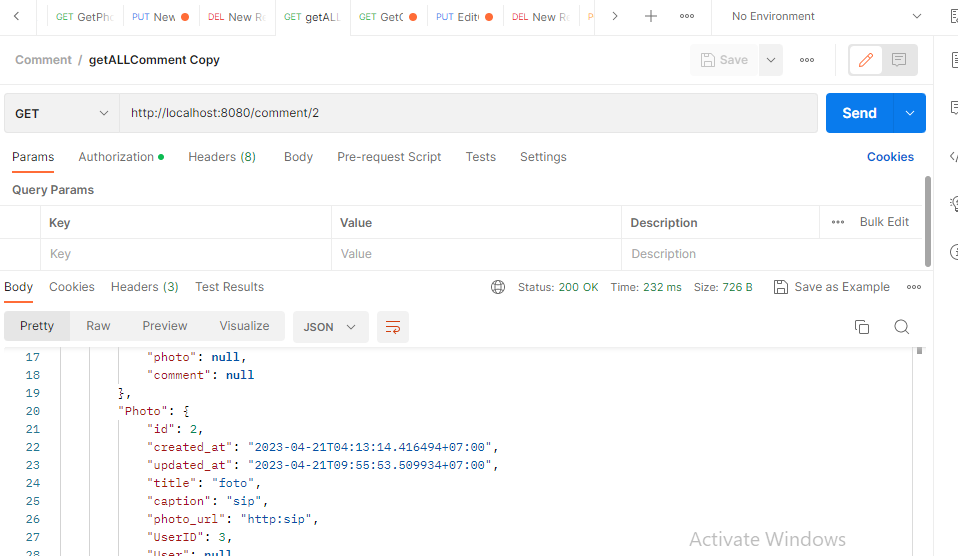 GET GetPh PUT New DEL New R GET getALL GET Get PUT Edit DEL New R No Environment
Comment / getALLComment Copy Save
GET http://localhost:8080/comment/2 Send
Params Authorization Headers (8) Body Pre-request Script Tests Settings Cookies
Query Params
Key Value Description Bulk Edit
Key Value Description
Body Cookies Headers (3) Test Results Status: 200 OK Time: 232 ms Size: 726 B Save as Example
Pretty Raw Preview Visualize JSON
17 "photo": null,
18 "comment": null
19 },
20 "Photo": {
21 "id": 2,
22 "created_at": "2023-04-21T04:13:14.416494+07:00",
23 "updated_at": "2023-04-21T09:55:53.509934+07:00",
24 "title": "foto",
25 "caption": "sip",
26 "photo_url": "http:sip",
27 "UserID": 3,
28 "User": null
Activate Windows